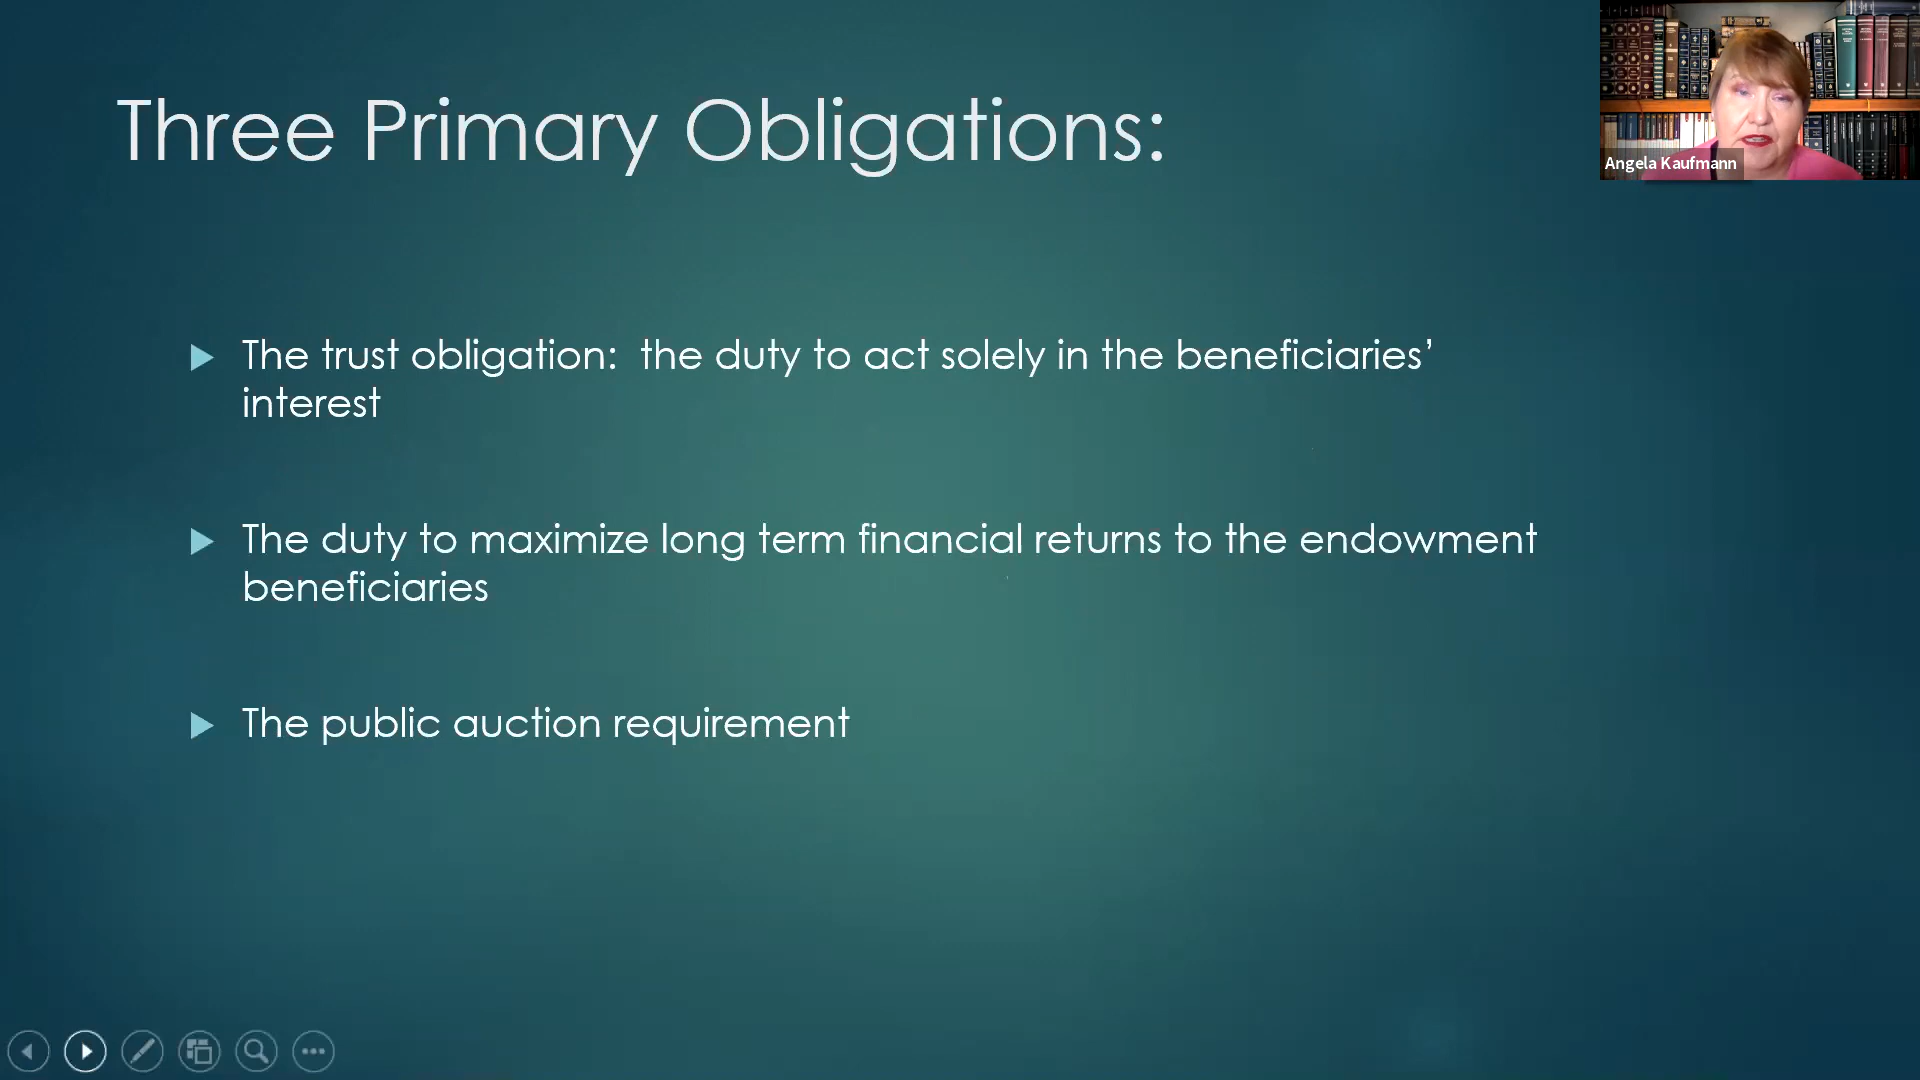 Three Primary Obligations:
Angela Kaufmann
The trust obligation:  the duty to act solely in the beneficiaries’
interest
The duty to maximize long term financial returns to the endowment
beneficiaries
The public auction requirement